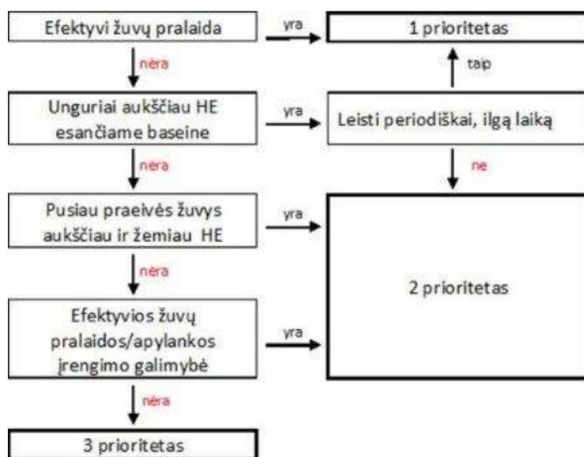 Efektyvi žuvų pralaida
yra
1 prioritetas
nėra
taip
Unguriai aukščiau HE
esančiame baseine
yra
Leisti periodiškai, ilgą laiką
nėra
ne
Pusiau praeivės žuvys
aukščiau ir žemiau HE
yra
2 prioritetas
nėra
Efektyvios žuvų
pralaidos/apylankos
įrengimo galimybė
yra
nėra
3 prioritetas